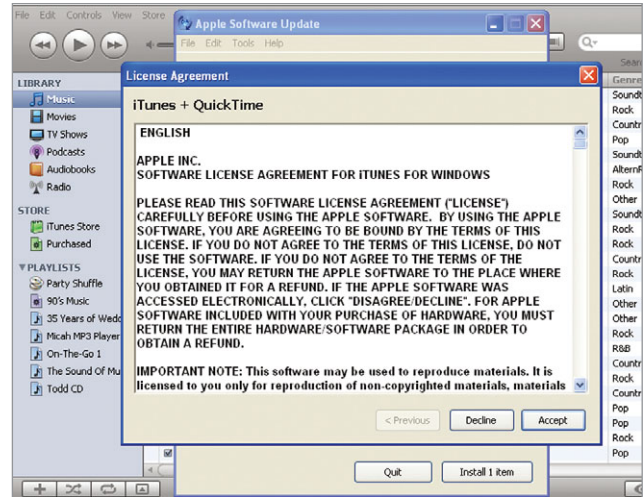 File Edit Controls View Store
Apple Software Update
File Edit Tools Help
License Agreement
iTunes + QuickTime
ENGLISH
APPLE INC.
SOFTWARE LICENSE AGREEMENT FOR iTUNES FOR WINDOWS
PLEASE READ THIS SOFTWARE LICENSE AGREEMENT ("LICENSE")
CAREFULLY BEFORE USING THE APPLE SOFTWARE. BY USING THE APPLE
SOFTWARE, YOU ARE AGREEING TO BE BOUND BY THE TERMS OF THIS
LICENSE. IF YOU DO NOT AGREE TO THE TERMS OF THIS LICENSE, DO NOT
USE THE SOFTWARE. IF YOU DO NOT AGREE TO THE TERMS OF THE
LICENSE, YOU MAY RETURN THE APPLE SOFTWARE TO THE PLACE WHERE
YOU OBTAINED IT FOR A REFUND. IF THE APPLE SOFTWARE WAS
ACCESSED ELECTRONICALLY, CLICK "DISAGREE/DECLINE". FOR APPLE
SOFTWARE INCLUDED WITH YOUR PURCHASE OF HARDWARE, YOU MUST
RETURN THE ENTIRE HARDWARE/SOFTWARE PACKAGE IN ORDER TO
OBTAIN A REFUND.
IMPORTANT NOTE: This software may be used to reproduce materials. It is
licensed to you only for reproduction of non-copyrighted materials, materials
< Previous Decline Accept
Quit Install 1 item
LIBRARY
Music
Movies
TV Shows
Podcasts
Audiobooks
Radio
STORE
iTunes Store
Purchased
PLAYLISTS
Party Shuffle
90's Music
35 Years of Wedd
Micah MP3 Player
On-The-Go 1
The Sound Of Mu
Todd CD
Sear
Genre
Soundt
Rock
Countr
Pop
Soundt
AlternR
Rock
Other
Soundt
Rock
Rock
Countr
Rock
Latin
Other
Other
Rock
R&B
Countr
Rock
Countr
Pop
Pop
Rock
Pop